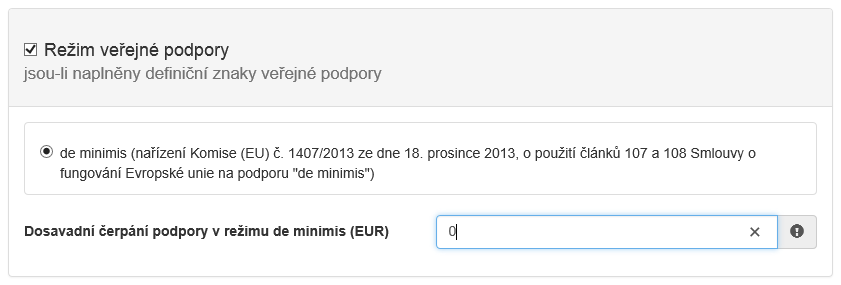 Režim veřejné podpory
jsou-li naplněny definiční znaky veřejné podpory
de minimis (nařízení Komise (EU) č. 1407/2013 ze dne 18. prosince 2013, o použití článků 107 a 108 Smlouvy o
fungování Evropské unie na podporu "de minimis")
Dosavadní čerpání podpory v režimu de minimis (EUR) 0